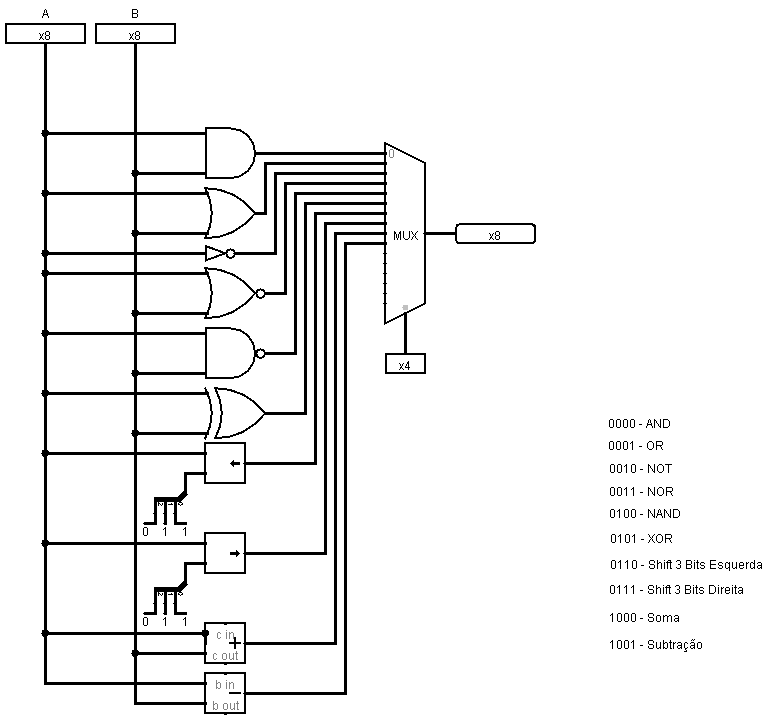 A B
x8 x8
0
MUX
x8
x4
0 1 1
0 1 1
c in
+
c out
b in
b out
0000 - AND
0001 - OR
0010 - NOT
0011 - NOR
0100 - NAND
0101 - XOR
0110 - Shift 3 Bits Esquerda
0111 - Shift 3 Bits Direita
1000 - Soma
1001 - Subtração